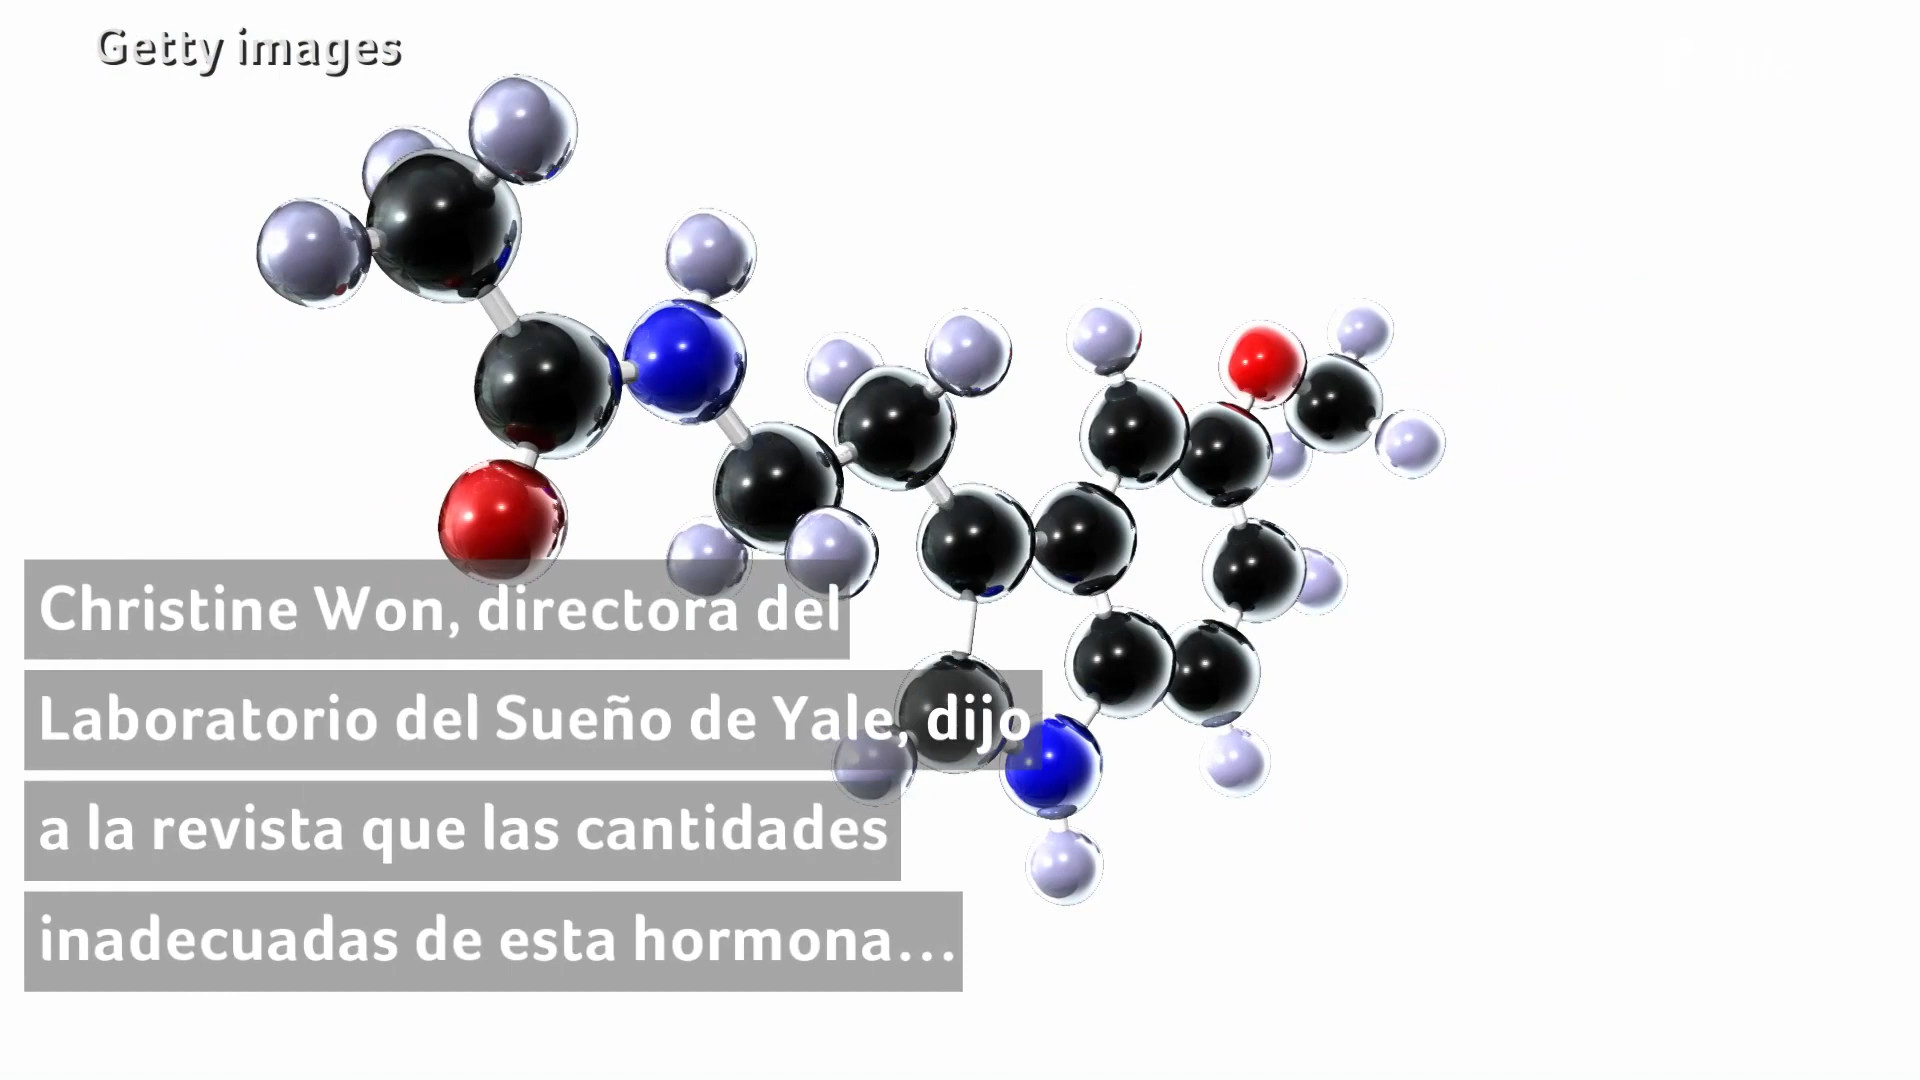 Getty images
Christine Won, directora del
Laboratorio del Sueño de Yale, dijo
a la revista que las cantidades
inadecuadas de esta hormona...